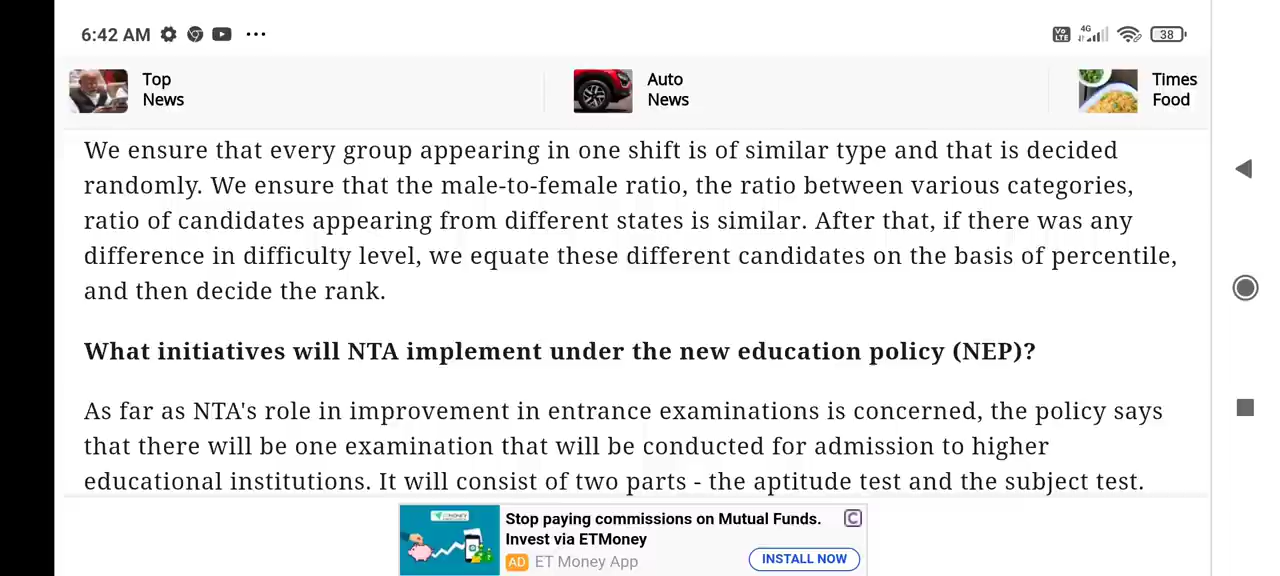 6:42 AM
Vo LTE 4G 38
Top News
Auto News
Times Food
We ensure that every group appearing in one shift is of similar type and that is decided
randomly. We ensure that the male-to-female ratio, the ratio between various categories,
ratio of candidates appearing from different states is similar. After that, if there was any
difference in difficulty level, we equate these different candidates on the basis of percentile,
and then decide the rank.
What initiatives will NTA implement under the new education policy (NEP)?
As far as NTA's role in improvement in entrance examinations is concerned, the policy says
that there will be one examination that will be conducted for admission to higher
educational institutions. It will consist of two parts - the aptitude test and the subject test.
Stop paying commissions on Mutual Funds.
Invest via ETMoney
AD ET Money App
INSTALL NOW